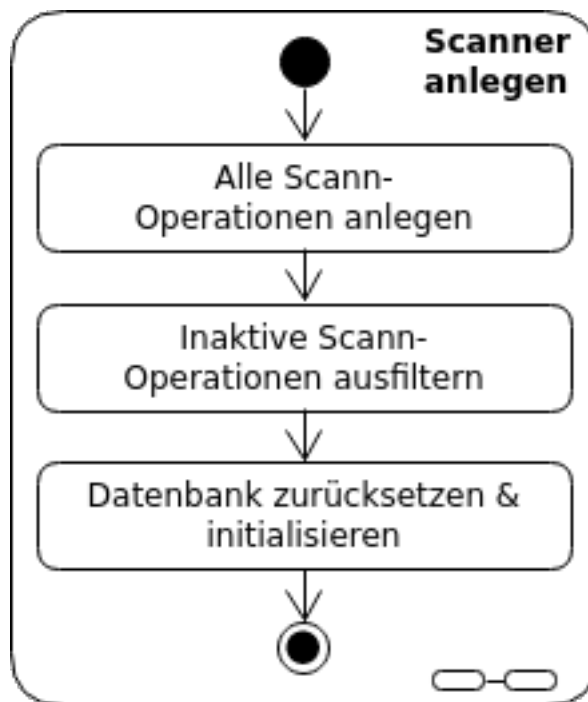 Scanner
anlegen
Alle Scann-
Operationen anlegen
Inaktive Scann-
Operationen ausfiltern
Datenbank zurücksetzen &
initialisieren